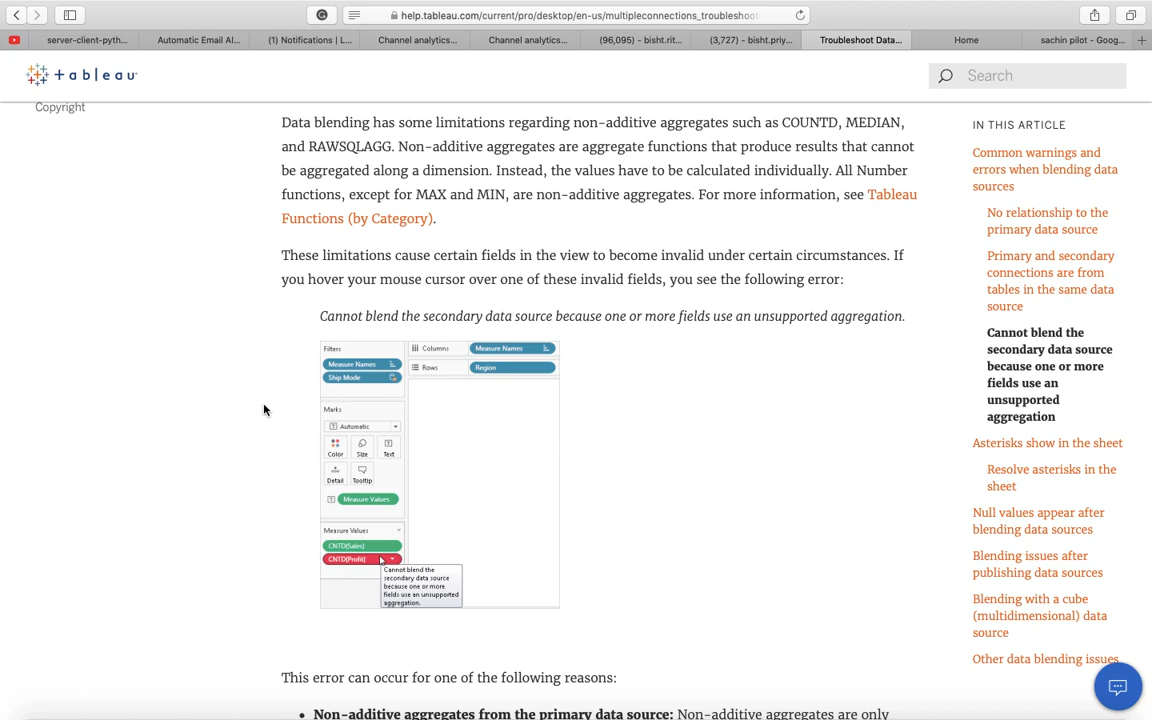 help.tableau.com/current/pro/desktop/en-us/multipleconnections_troubleshoot
server-client-pyth...
Automatic Email Al...
(1) Notifications | L...
Channel analytics...
Channel analytics...
(96,095) - bisht.rit...
(3,727) - bisht.priy...
Troubleshoot Data...
Home
sachin pilot - Goog...
+ a b l e a u
Search
Copyright
Data blending has some limitations regarding non-additive aggregates such as COUNTD, MEDIAN,
and RAWSQLAGG. Non-additive aggregates are aggregate functions that produce results that cannot
be aggregated along a dimension. Instead, the values have to be calculated individually. All Number
functions, except for MAX and MIN, are non-additive aggregates. For more information, see Tableau
Functions (by Category).
These limitations cause certain fields in the view to become invalid under certain circumstances. If
you hover your mouse cursor over one of these invalid fields, you see the following error:
Cannot blend the secondary data source because one or more fields use an unsupported aggregation.
Filters
Measure Names
Ship Mode
Columns
Measure Names
Rows
Region
Marks
Automatic
Color
Size
Text
Detail
Tooltip
Measure Values
Measure Values
CNTD(Sales)
CNTD(Profit)
Cannot blend the
secondary data source
because one or more
fields use an unsupported
aggregation.
This error can occur for one of the following reasons:
• Non-additive aggregates from the primary data source: Non-additive aggregates are only
IN THIS ARTICLE
Common warnings and
errors when blending data
sources
No relationship to the
primary data source
Primary and secondary
connections are from
tables in the same data
source
Cannot blend the
secondary data source
because one or more
fields use an
unsupported
aggregation
Asterisks show in the sheet
Resolve asterisks in the
sheet
Null values appear after
blending data sources
Blending issues after
publishing data sources
Blending with a cube
(multidimensional) data
source
Other data blending issues